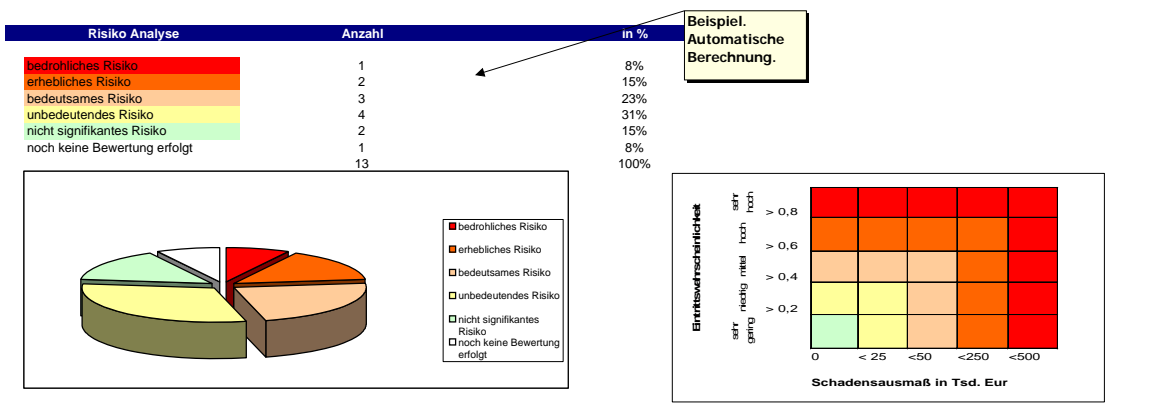 Risiko Analyse Anzahl in %
Beispiel.
Automatische
Berechnung.
bedrohliches Risiko 1 8%
erhebliches Risiko 2 15%
bedeutsames Risiko 3 23%
unbedeutendes Risiko 4 31%
nicht signifikantes Risiko 2 15%
noch keine Bewertung erfolgt 1 8%
13 100%
bedrohliches Risiko
erhebliches Risiko
bedeutsames Risiko
unbedeutendes Risiko
nicht signifikantes
Risiko
noch keine Bewertung
erfolgt
Eintrittswahrscheinlichkeit
sehr
hoch
hoch
mittel
niedrig
sehr
gering
> 0,8
> 0,6
> 0,4
> 0,2
0 < 25 <50 <250 <500
Schadensausmaß in Tsd. Eur